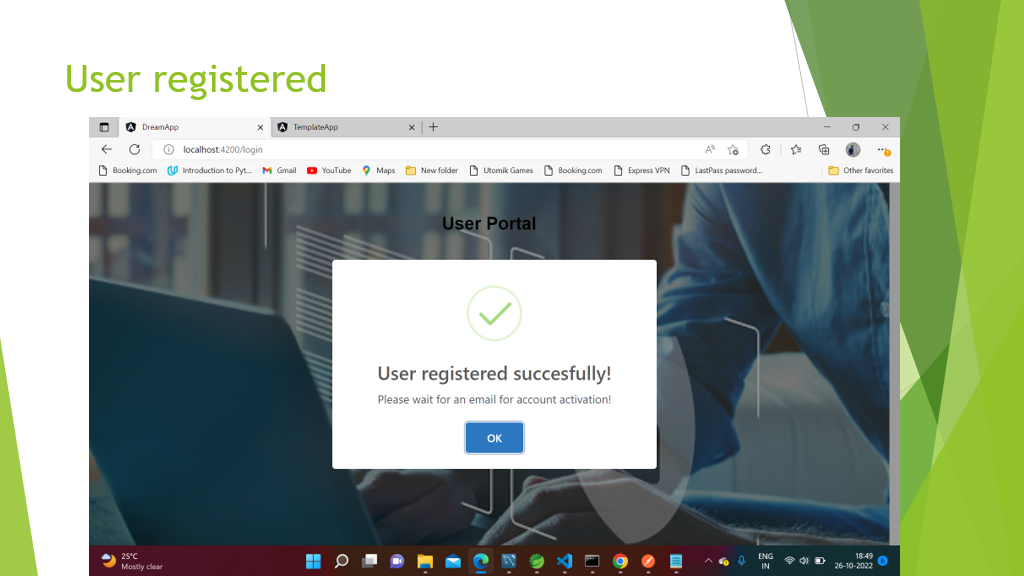 User registered
DreamApp
TemplateApp
localhost:4200/login
Booking.com
Introduction to Pyt...
Gmail
YouTube
Maps
New folder
Utomik Games
Booking.com
Express VPN
LastPass password...
Other favorites
User Portal
User registered succesfully!
Please wait for an email for account activation!
OK
25°C
Mostly clear
ENG
IN
18:49
26-10-2022